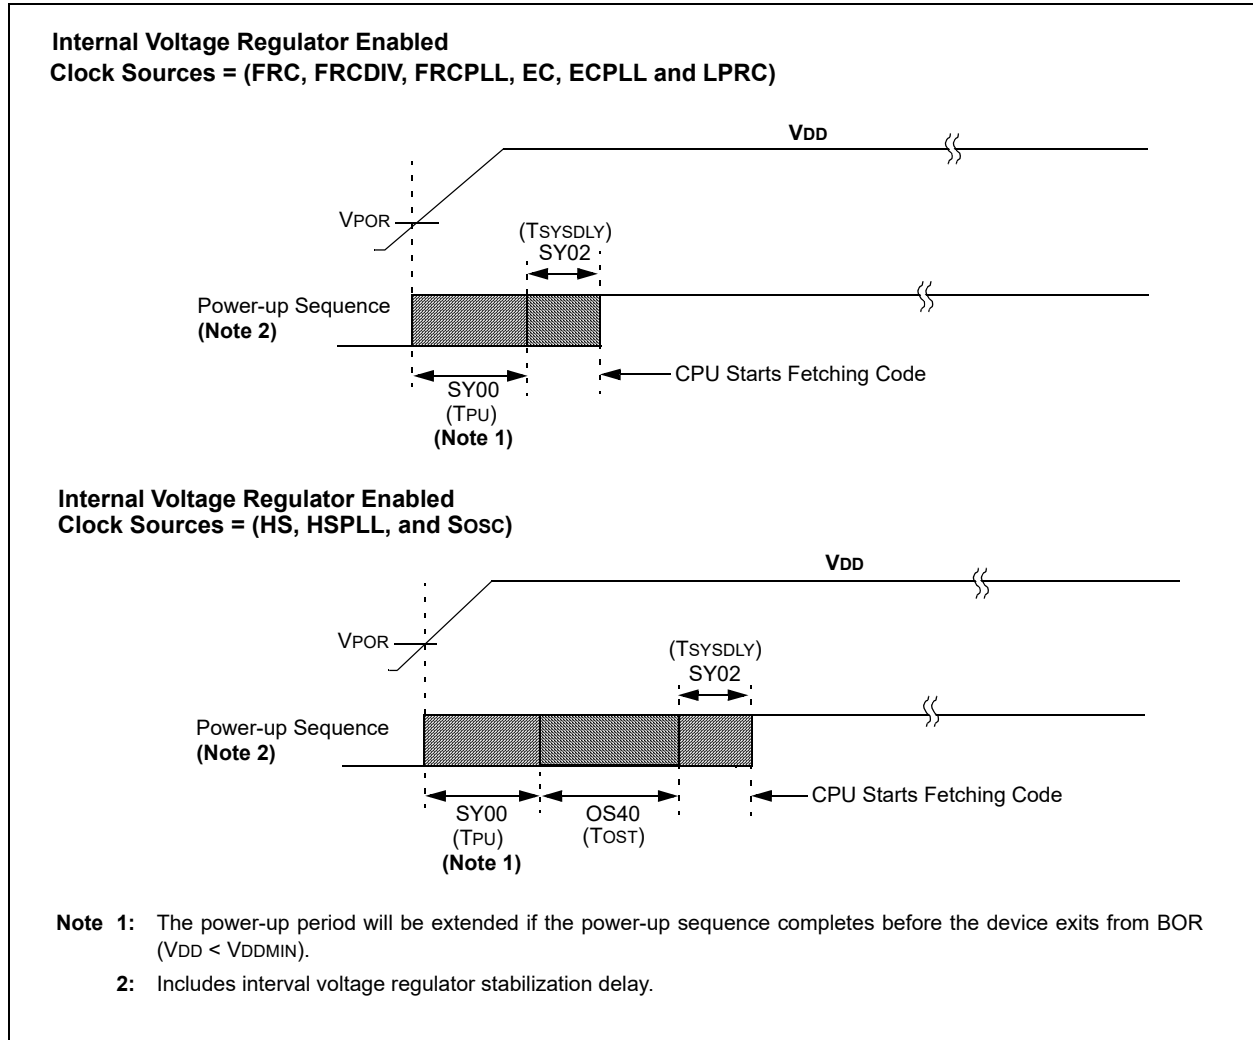 Internal Voltage Regulator Enabled
Clock Sources = (FRC, FRCDIV, FRCPLL, EC, ECPLL and LPRC)
VDD
VPOR
(TSYSDLY)
SY02
Power-up Sequence
(Note 2)
CPU Starts Fetching Code
SY00
(TPU)
(Note 1)
Internal Voltage Regulator Enabled
Clock Sources = (HS, HSPLL, and SOSC)
VDD
VPOR
(TSYSDLY)
SY02
Power-up Sequence
(Note 2)
CPU Starts Fetching Code
SY00
(TPU)
(Note 1)
OS40
(TOST)
Note 1: The power-up period will be extended if the power-up sequence completes before the device exits from BOR
(VDD < VDDMIN).
2: Includes interval voltage regulator stabilization delay.